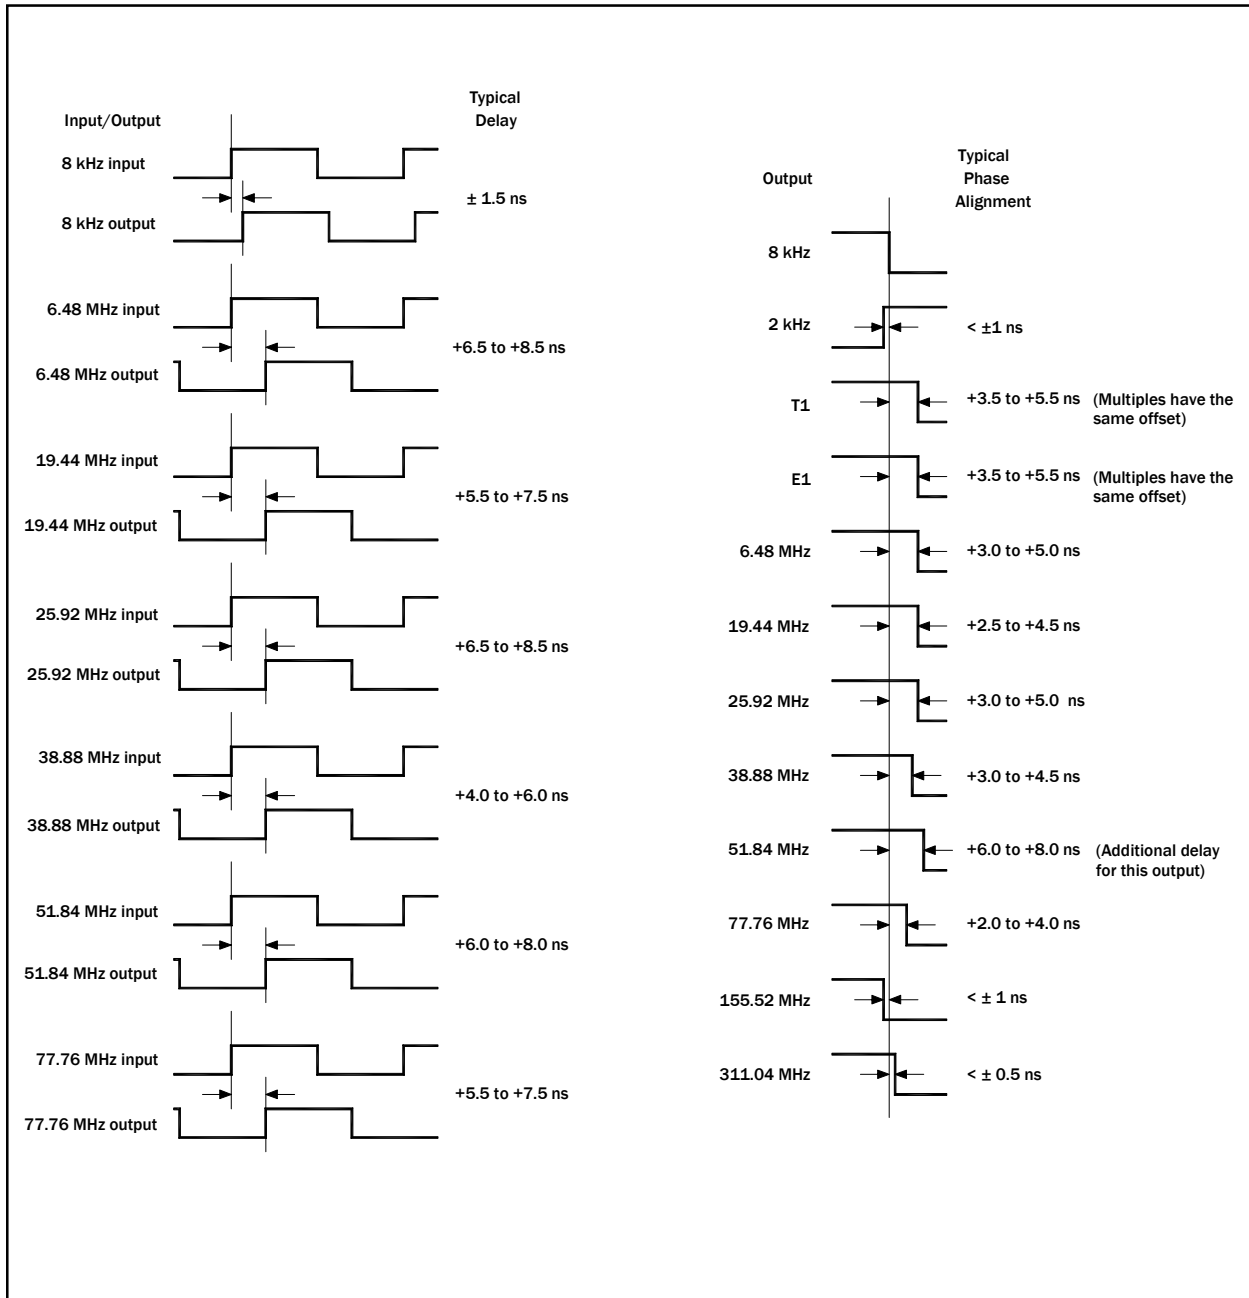 Input/Output
Typical
Delay
8 kHz input
± 1.5 ns
8 kHz output
6.48 MHz input
+6.5 to +8.5 ns
6.48 MHz output
19.44 MHz input
+5.5 to +7.5 ns
19.44 MHz output
25.92 MHz input
+6.5 to +8.5 ns
25.92 MHz output
38.88 MHz input
+4.0 to +6.0 ns
38.88 MHz output
51.84 MHz input
+6.0 to +8.0 ns
51.84 MHz output
77.76 MHz input
+5.5 to +7.5 ns
77.76 MHz output
Output
Typical
Phase
Alignment
8 kHz
2 kHz
< ±1 ns
T1
+3.5 to +5.5 ns (Multiples have the
same offset)
E1
+3.5 to +5.5 ns (Multiples have the
same offset)
6.48 MHz
+3.0 to +5.0 ns
19.44 MHz
+2.5 to +4.5 ns
25.92 MHz
+3.0 to +5.0 ns
38.88 MHz
+3.0 to +4.5 ns
51.84 MHz
+6.0 to +8.0 ns (Additional delay
for this output)
77.76 MHz
+2.0 to +4.0 ns
155.52 MHz
< ± 1 ns
311.04 MHz
< ± 0.5 ns